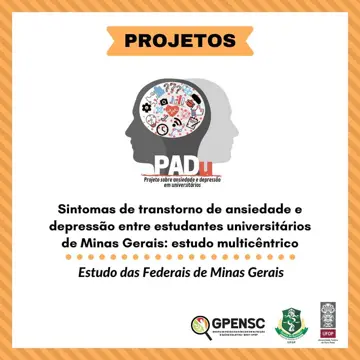 PROJETOS
PADu
Projeto sobre ansiedade e depressão
em universitários
Sintomas de transtorno de ansiedade e
depressão entre estudantes universitários
de Minas Gerais: estudo multicêntrico
Estudo das Federais de Minas Gerais
GPENSC
UFOP